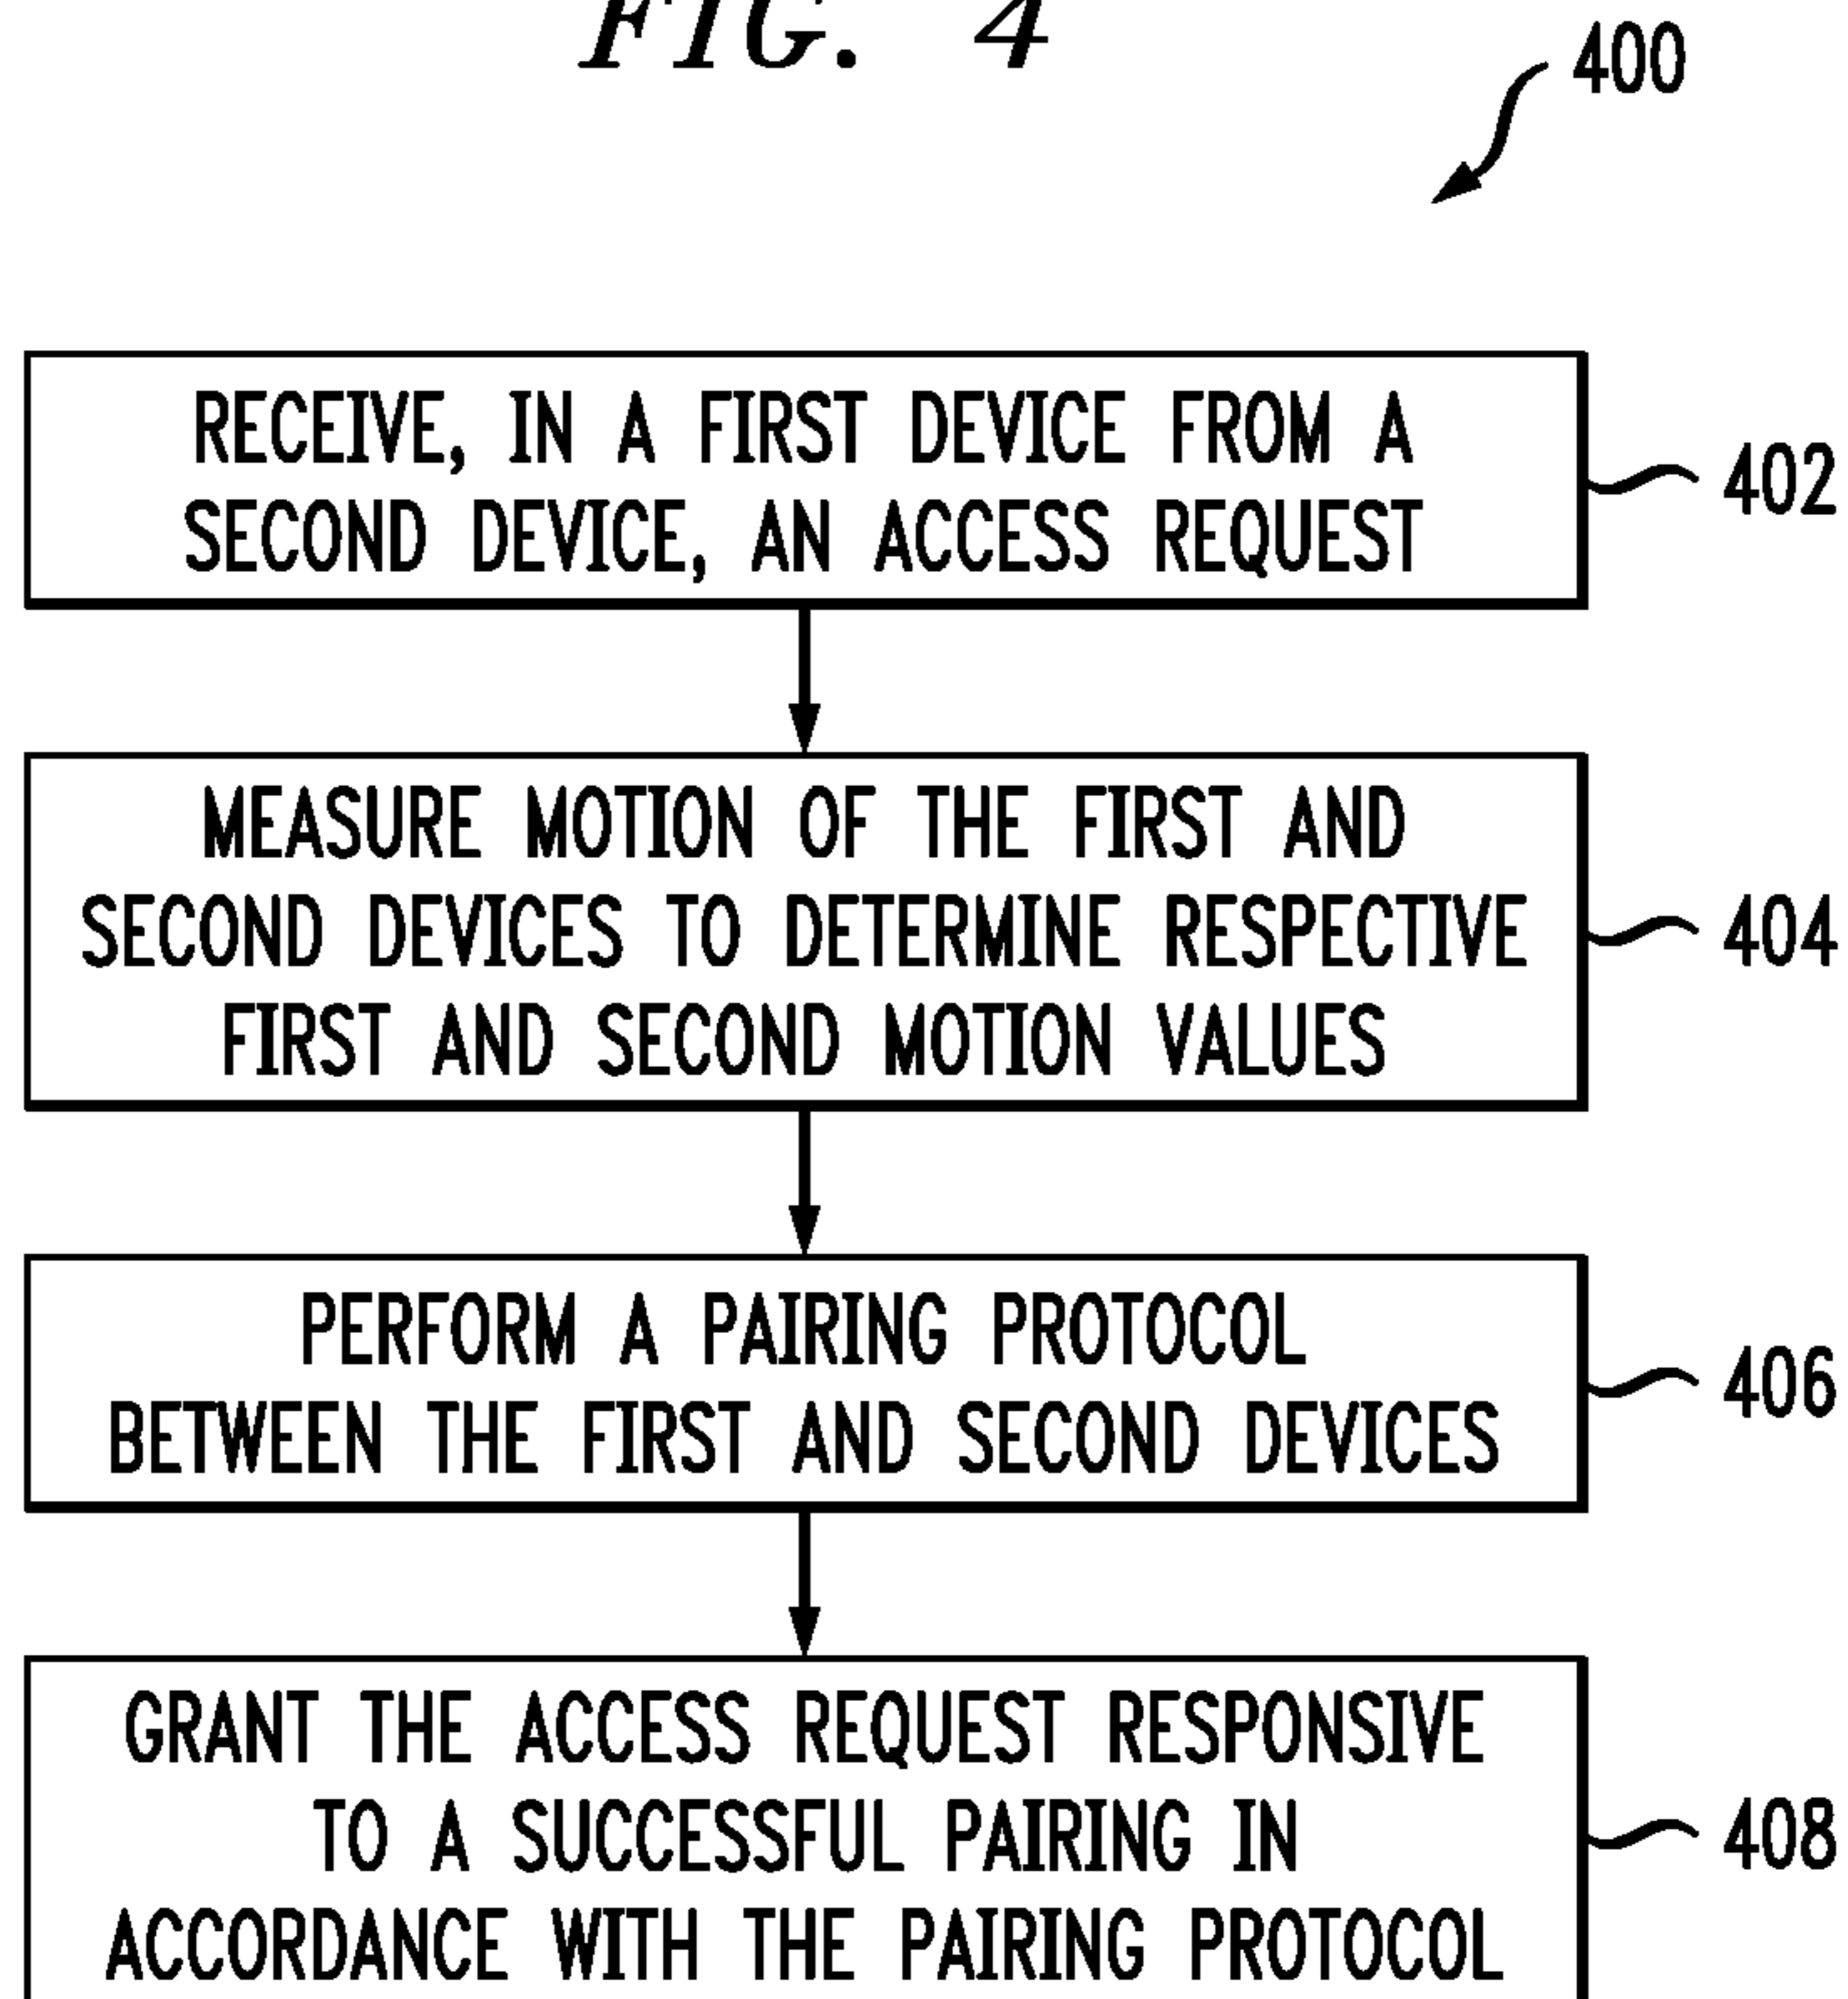 FIG. 4
400
RECEIVE, IN A FIRST DEVICE FROM A
SECOND DEVICE, AN ACCESS REQUEST
402
MEASURE MOTION OF THE FIRST AND
SECOND DEVICES TO DETERMINE RESPECTIVE
FIRST AND SECOND MOTION VALUES
404
PERFORM A PAIRING PROTOCOL
BETWEEN THE FIRST AND SECOND DEVICES
406
GRANT THE ACCESS REQUEST RESPONSIVE
TO A SUCCESSFUL PAIRING IN
ACCORDANCE WITH THE PAIRING PROTOCOL
408